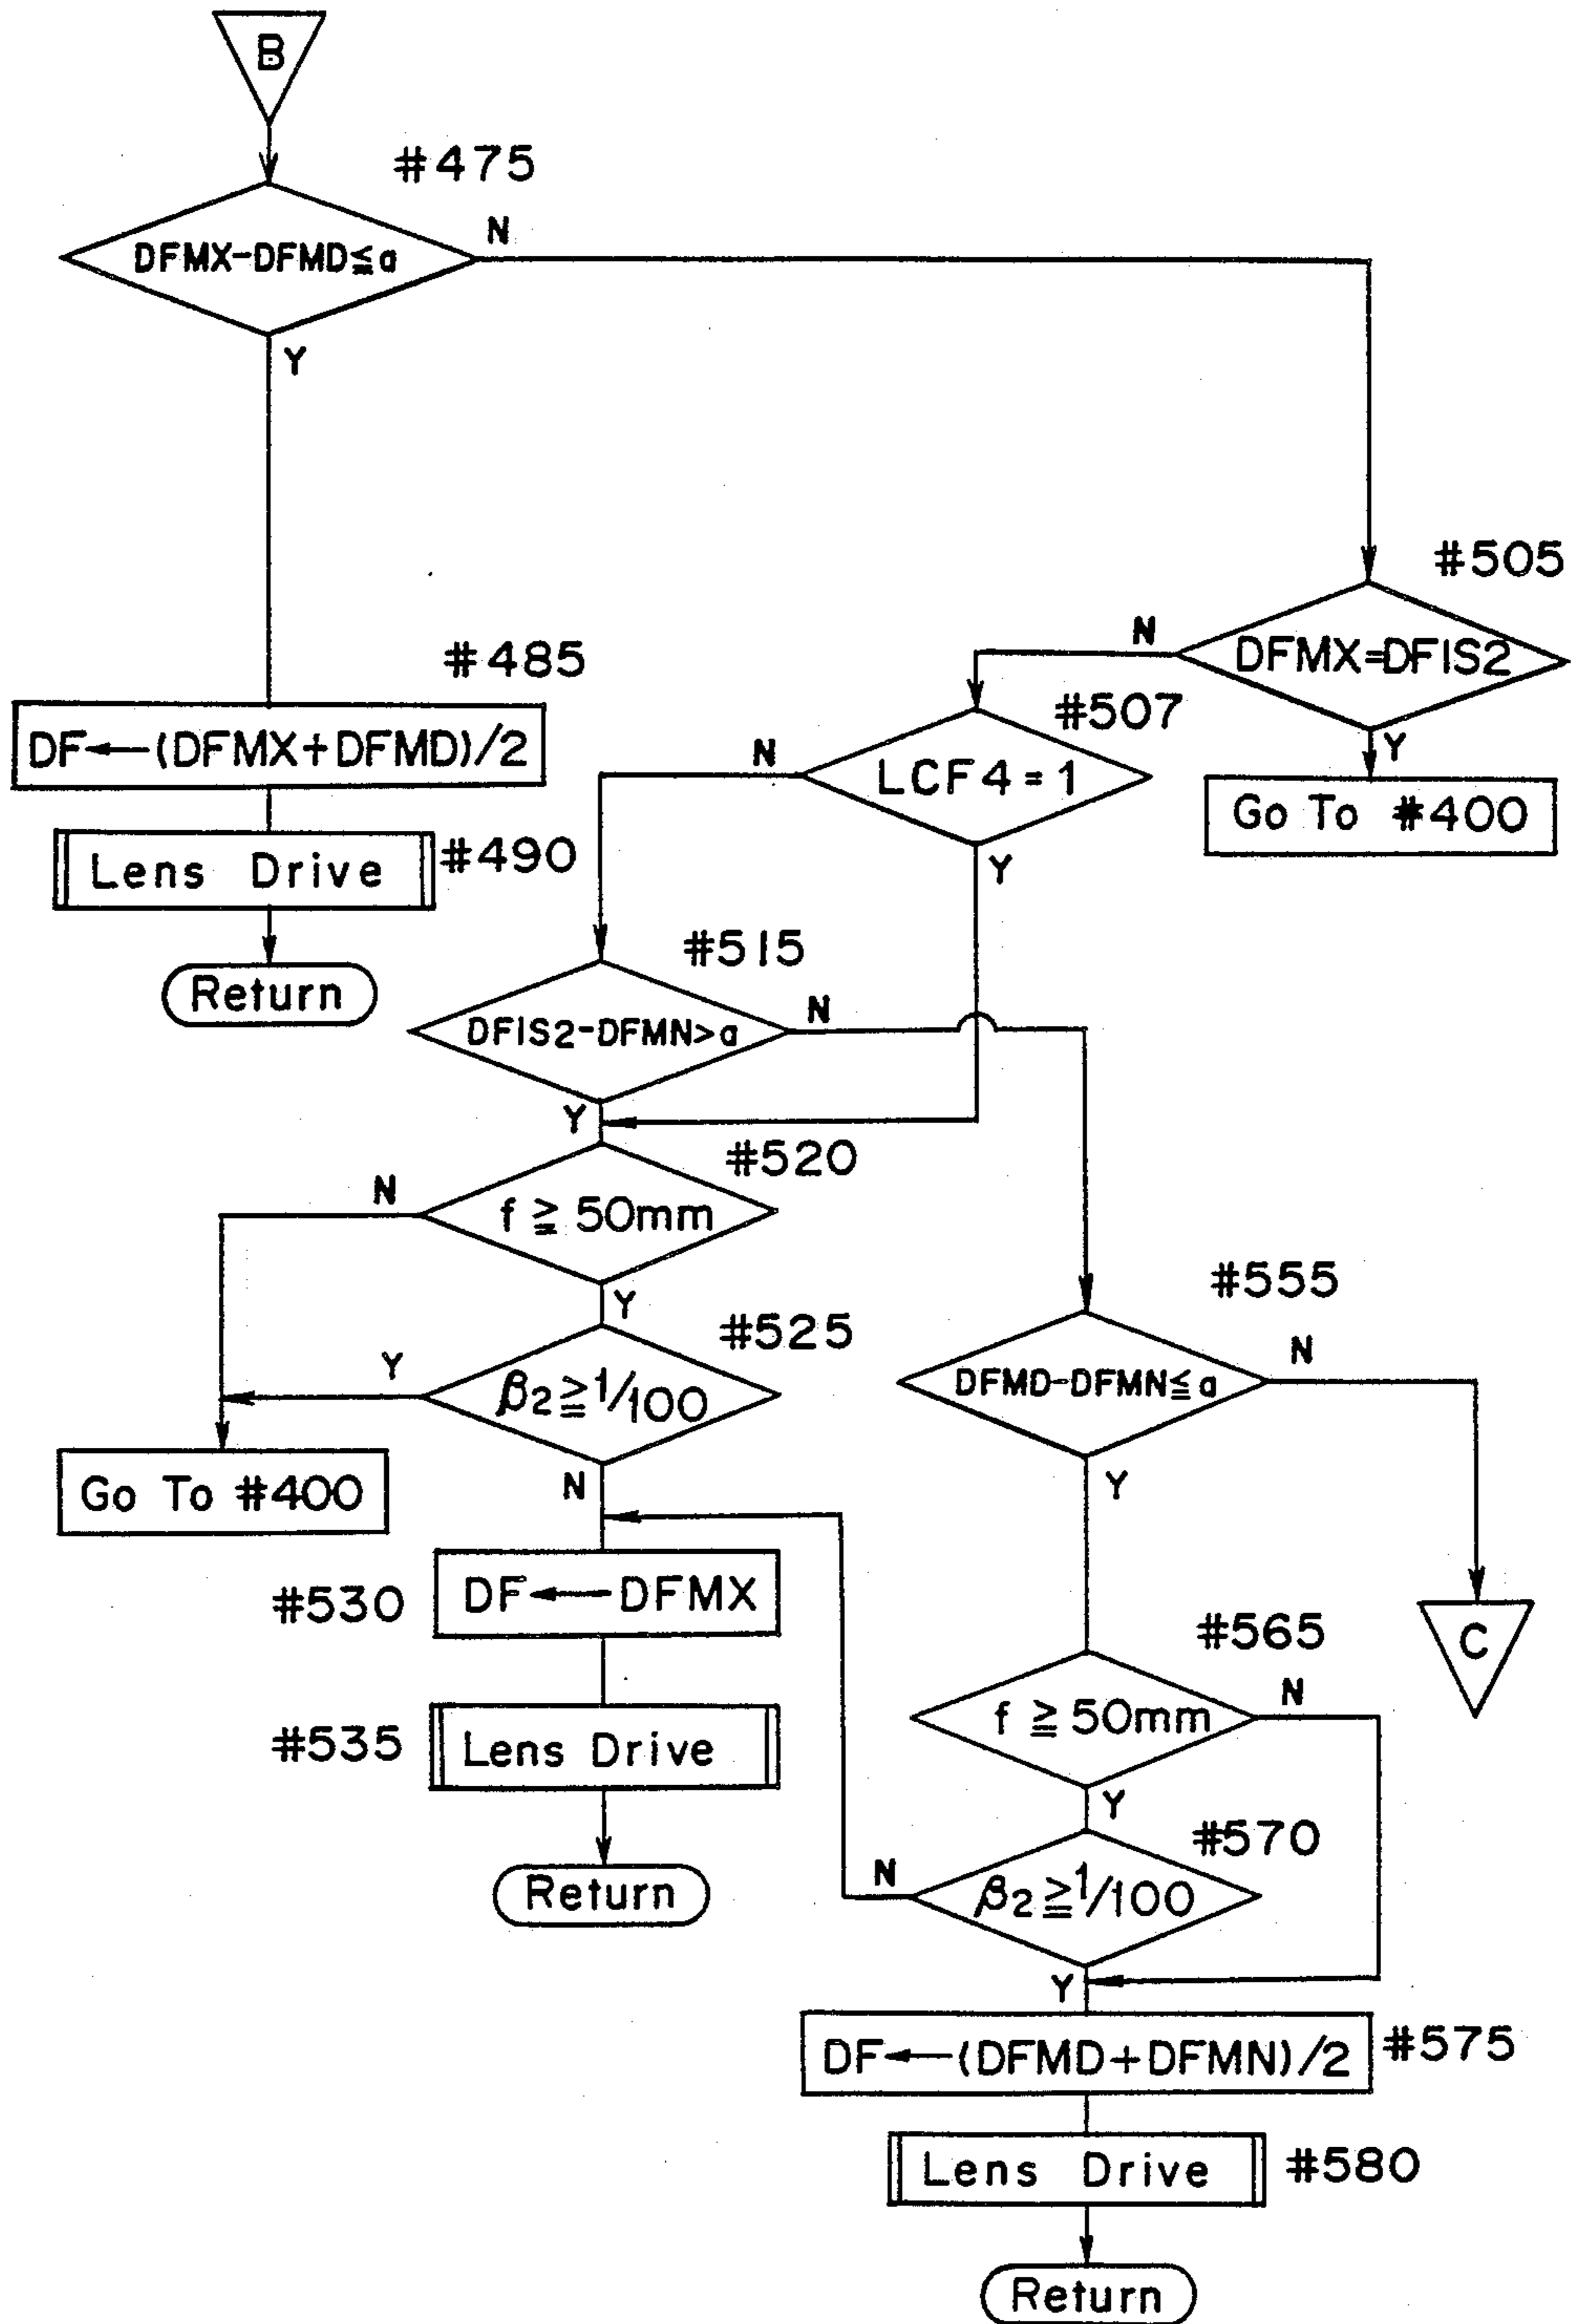 B
#475
DFMX-DFMD≦a
N
Y
#505
DFMX=DFIS2
N
Y
#485
DF←(DFMX+DFMD)/2
#507
LCF4=1
N
Y
Go To #400
#490
Lens Drive
Return
#515
DFIS2-DFMN>a
N
Y
#520
f≧50mm
N
Y
#525
β2≧1/100
Y
N
Go To #400
#555
DFMD-DFMN≦a
N
Y
C
#530
DF←DFMX
#535
Lens Drive
Return
#565
f≧50mm
N
Y
#570
β2≧1/100
N
Y
DF←(DFMD+DFMN)/2
#575
Lens Drive
#580
Return